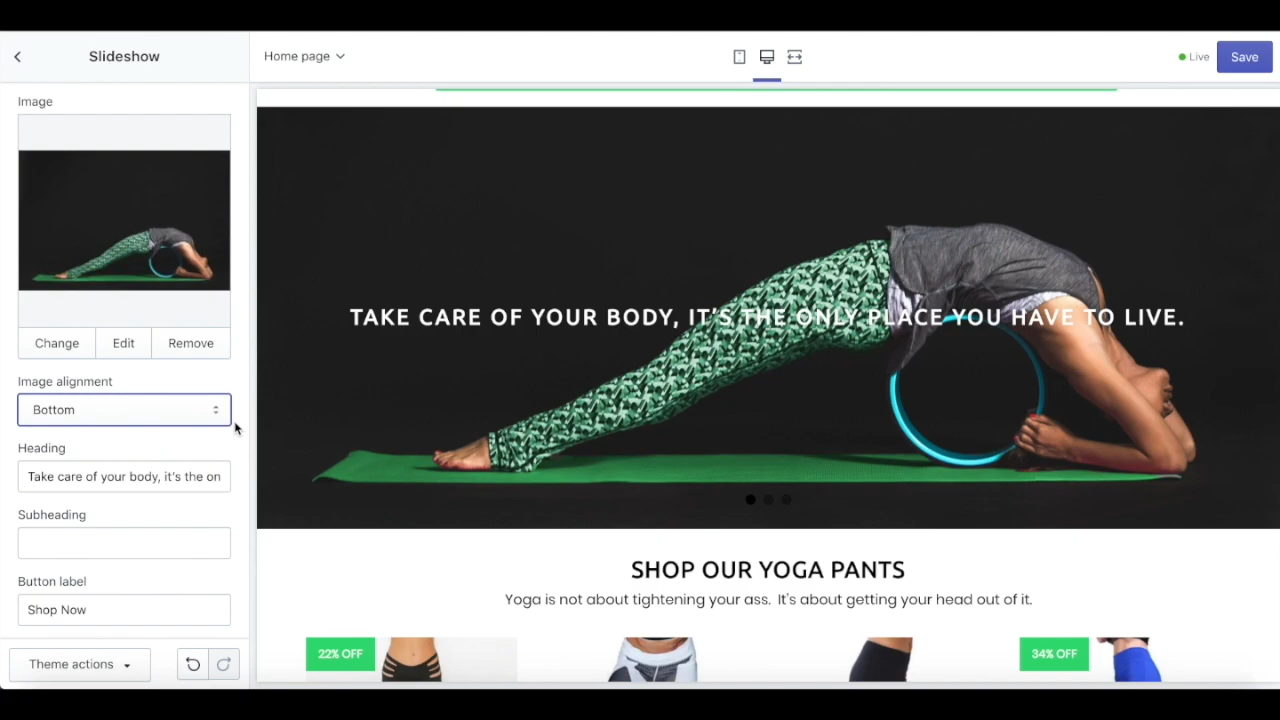 Slideshow
Home page
Live
Save
Image
Change
Edit
Remove
Image alignment
Bottom
Heading
Take care of your body, it's the on
Subheading
Button label
Shop Now
Theme actions
TAKE CARE OF YOUR BODY, IT'S THE ONLY PLACE YOU HAVE TO LIVE.
SHOP OUR YOGA PANTS
Yoga is not about tightening your ass. It's about getting your head out of it.
22% OFF
34% OFF